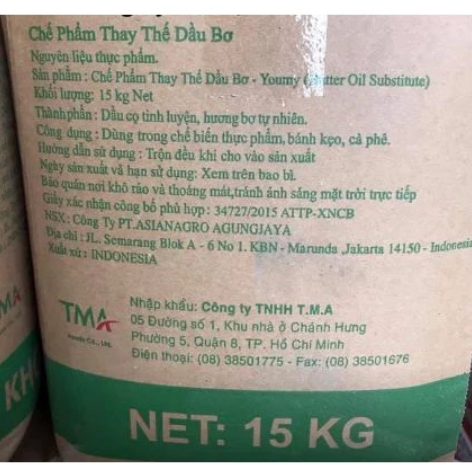 Chế Phẩm Thay Thế Dầu Bơ
Nguyên liệu thực phẩm.
Sản phẩm : Chế Phẩm Thay Thế Dầu Bơ - Youmy (Butter Oil Substitute)
Khối lượng: 15 kg Net
Thành phần : Dầu cọ tinh luyện, hương bơ tự nhiên.
Công dụng : Dùng trong chế biến thực phẩm, bánh kẹo, cà phê.
Hướng dẫn sử dụng : Trộn đều khi cho vào sản xuất
Ngày sản xuất và hạn sử dụng: Xem trên bao bì.
Bảo quản nơi khô ráo và thoáng mát,tránh ánh sáng mặt trời trực tiếp
Giấy xác nhận công bố phù hợp : 34727/2015 ATTP-XNCB
NSX: Công Ty PT.ASIANAGRO AGUNGJAYA
Địa chỉ : JL. Semarang Blok A - 6 No 1. KBN - Marunda ,Jakarta 14150 - Indonesia
Xuất xứ : INDONESIA
TMA
Foods Co., Ltd.
Nhập khẩu: Công ty TNHH T.M.A
05 Đường số 1, Khu nhà ở Chánh Hưng
Phường 5, Quận 8, TP. Hồ Chí Minh
Điện thoại: (08) 38501775 - Fax: (08) 38501676
NET: 15 KG
MA
KH